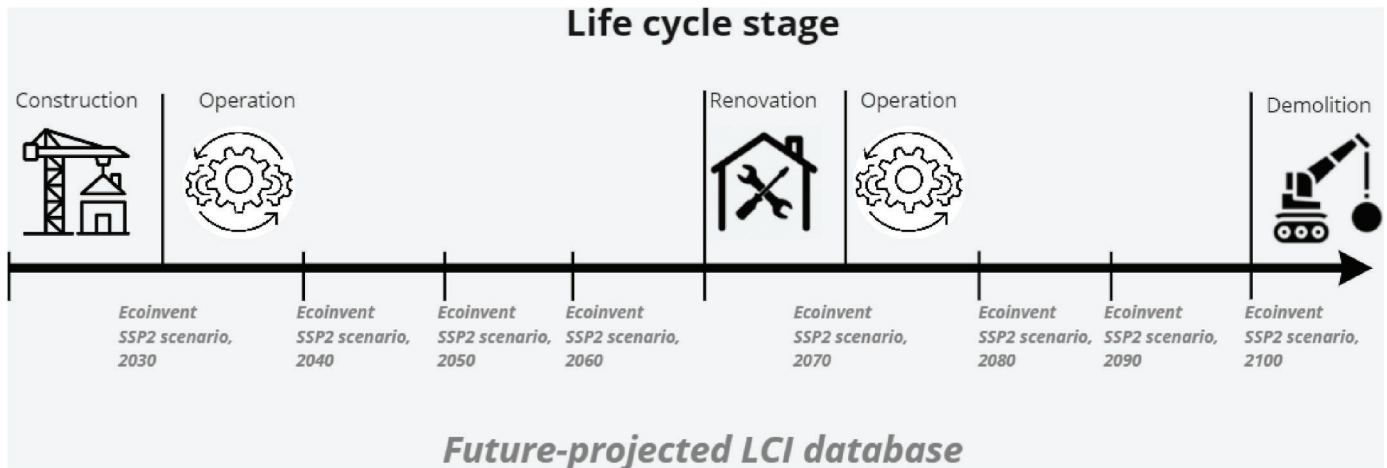 Life cycle stage
Construction
Operation
Renovation
Operation
Demolition
Ecoinvent
SSP2 scenario,
2030
Ecoinvent
SSP2 scenario,
2040
Ecoinvent
SSP2 scenario,
2050
Ecoinvent
SSP2 scenario,
2060
Ecoinvent
SSP2 scenario,
2070
Ecoinvent
SSP2 scenario,
2080
Ecoinvent
SSP2 scenario,
2090
Ecoinvent
SSP2 scenario,
2100
Future-projected LCI database